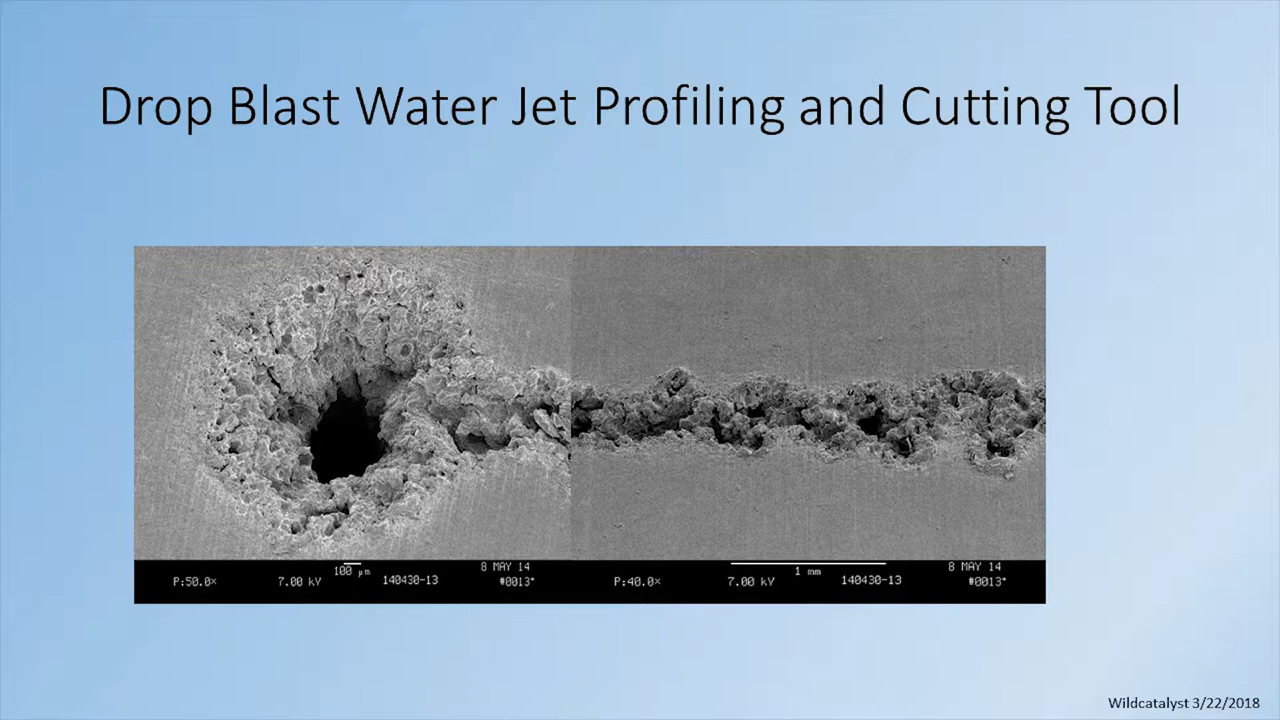 Drop Blast Water Jet Profiling and Cutting Tool
100 µm 8 MAY 14
P:50.0× 7.00 kV 140430-13 #0013*
1 mm 8 MAY 14
P:40.0× 7.00 kV 140430-13 #0013*
Wildcatalyst 3/22/2018